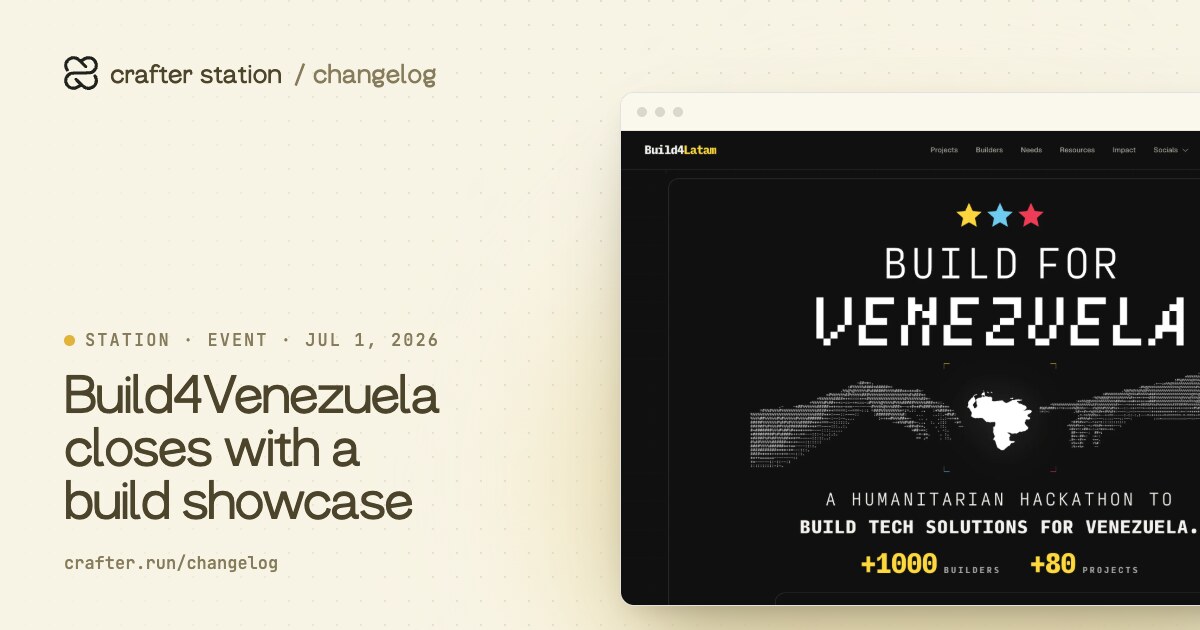 crafter station / changelog
Build4Latam
Projects Builders Needs Resources Impact Socials
BUILD FOR
VENEZUELA
A HUMANITARIAN HACKATHON TO
BUILD TECH SOLUTIONS FOR VENEZUELA.
+1000 BUILDERS +80 PROJECTS
STATION · EVENT · JUL 1, 2026
Build4Venezuela
closes with a
build showcase
crafter.run/changelog